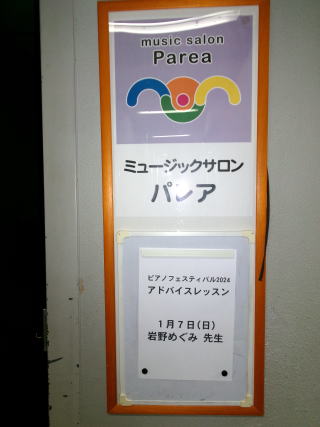 music salon
Parea
ミュージックサロン
パレア
ピアノフェスティバル2024
アドバイスレッスン
1月7日(日)
岩野めぐみ 先生